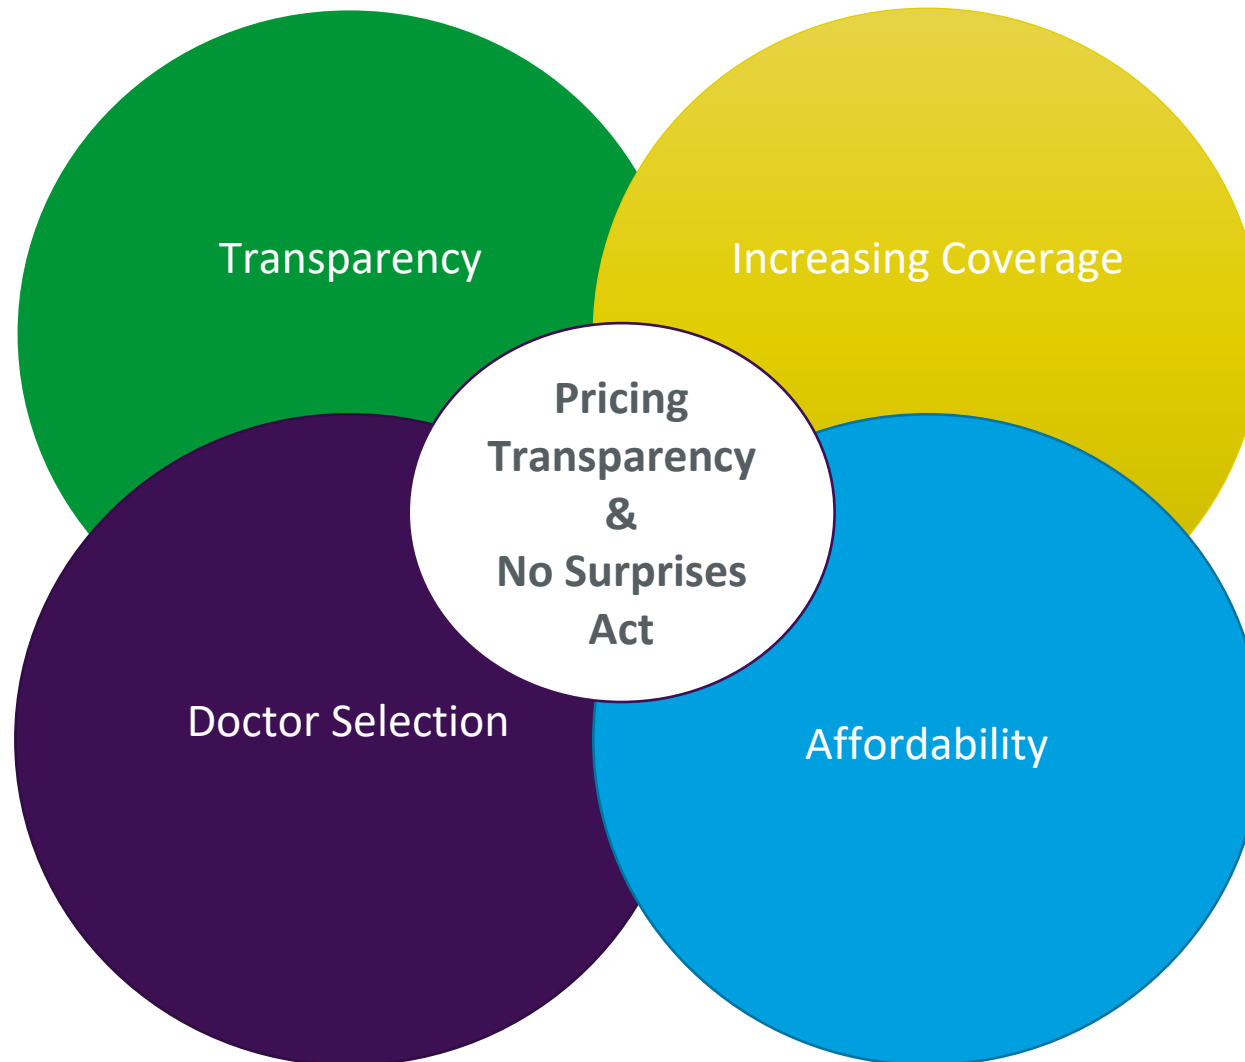 Transparency
Increasing Coverage
Pricing
Transparency
&
No Surprises
Act
Doctor Selection
Affordability